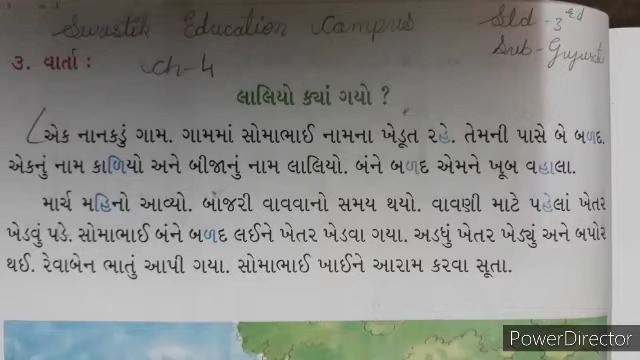 Swastik Education Campus Std - 3rd
Sub - Gujarati
૩. વાર્તા : Ch - 4
લાલિયો ક્યાં ગયો ?
એક નાનકડું ગામ. ગામમાં સોમાભાઈ નામના ખેડૂત રહે. તેમની પાસે બે બળદ.
એકનું નામ કાળિયો અને બીજાનું નામ લાલિયો. બંને બળદ એમને ખૂબ વહાલા.
માર્ચ મહિનો આવ્યો. બાજરી વાવવાનો સમય થયો. વાવણી માટે પહેલાં ખેતર
ખેડવું પડે. સોમાભાઈ બંને બળદ લઈને ખેતર ખેડવા ગયા. અડધું ખેતર ખેડ્યું અને બપોર
થઈ. રેવાબેન ભાતું આપી ગયા. સોમાભાઈ ખાઈને આરામ કરવા સૂતા.
PowerDirector